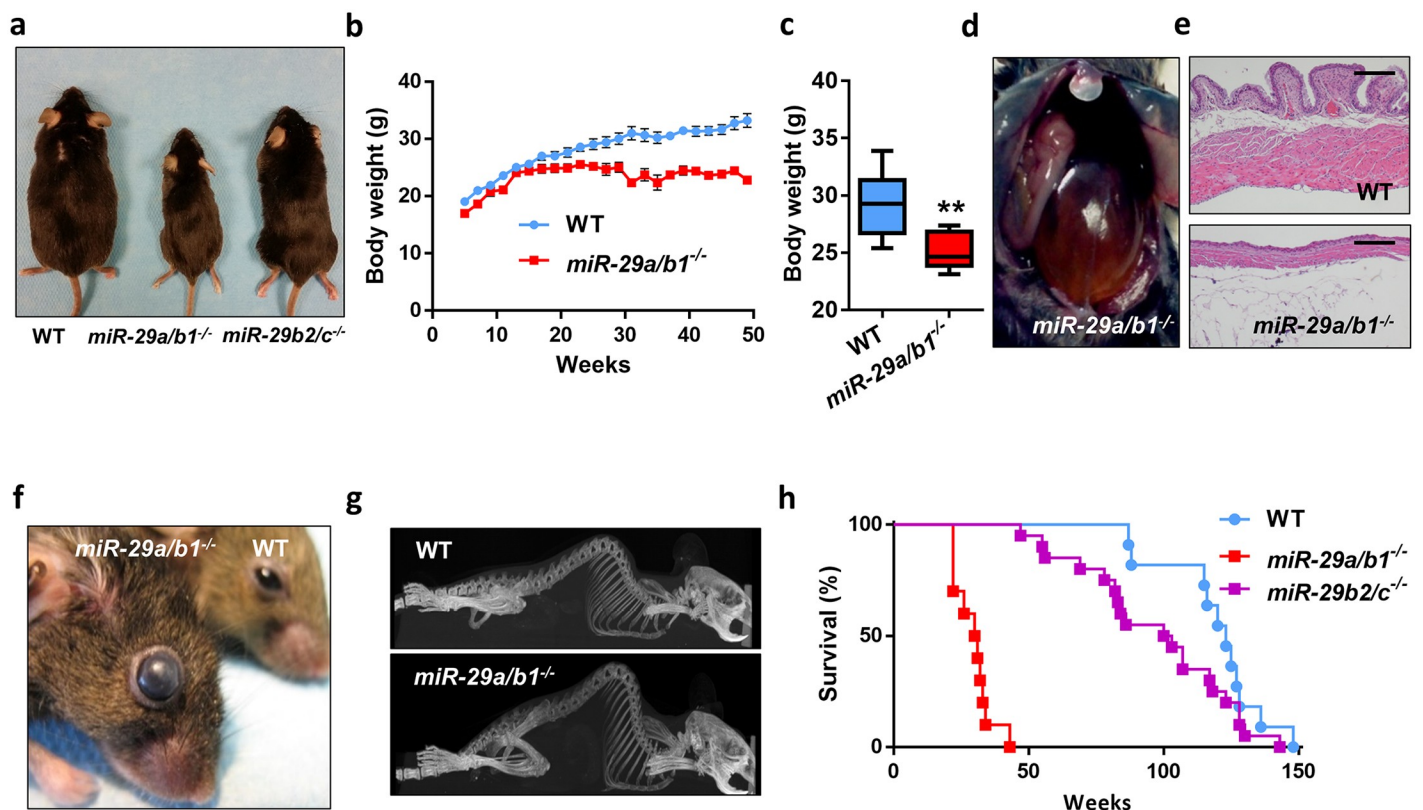 a
WT
miR-29a/b1-/-
miR-29b2/c-/-
b
Body weight (g)
40
30
20
10
0
WT
miR-29a/b1-/-
0 10 20 30 40 50
Weeks
c
Body weight (g)
40
35
30
25
20
**
WT
miR-29a/b1-/-
d
miR-29a/b1-/-
e
WT
miR-29a/b1-/-
f
miR-29a/b1-/-
WT
g
WT
miR-29a/b1-/-
h
Survival (%)
100
50
0
WT
miR-29a/b1-/-
miR-29b2/c-/-
0 50 100 150
Weeks